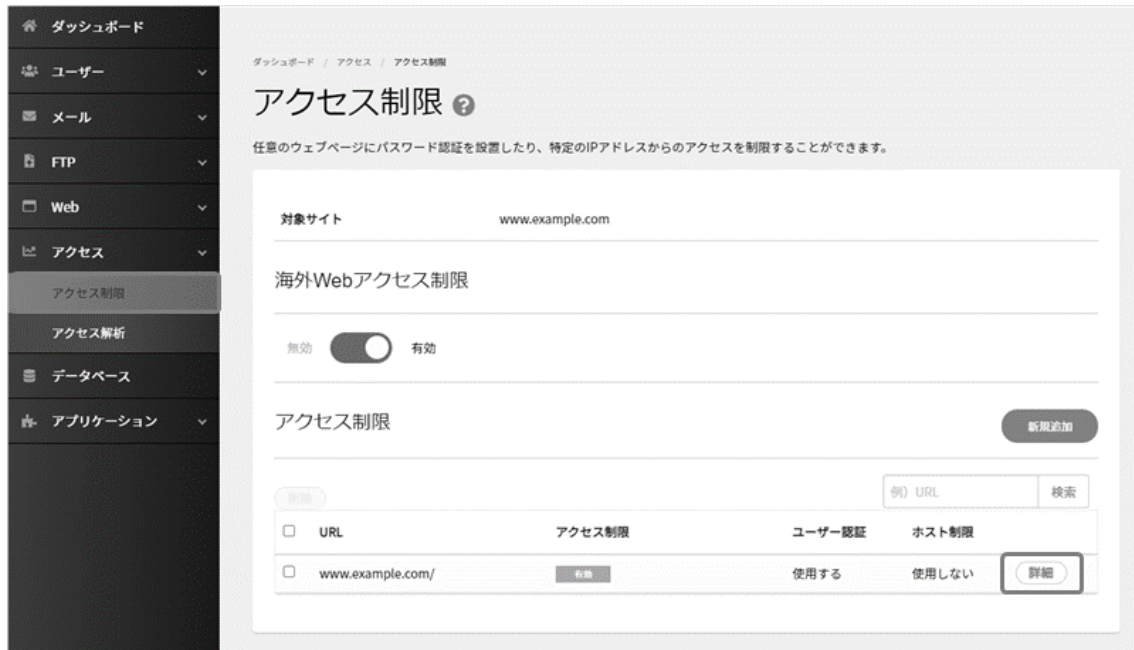 ダッシュボード
ユーザー
メール
FTP
Web
アクセス
アクセス制限
アクセス解析
データベース
アプリケーション
ダッシュボード / アクセス / アクセス制限
アクセス制限 ?
任意のウェブページにパスワード認証を設置したり、特定のIPアドレスからのアクセスを制限することができます。
対象サイト www.example.com
海外Webアクセス制限
無効 有効
アクセス制限 新規追加
削除 例）URL 検索
URL アクセス制限 ユーザー認証 ホスト制限
www.example.com/ 有効 使用する 使用しない 詳細